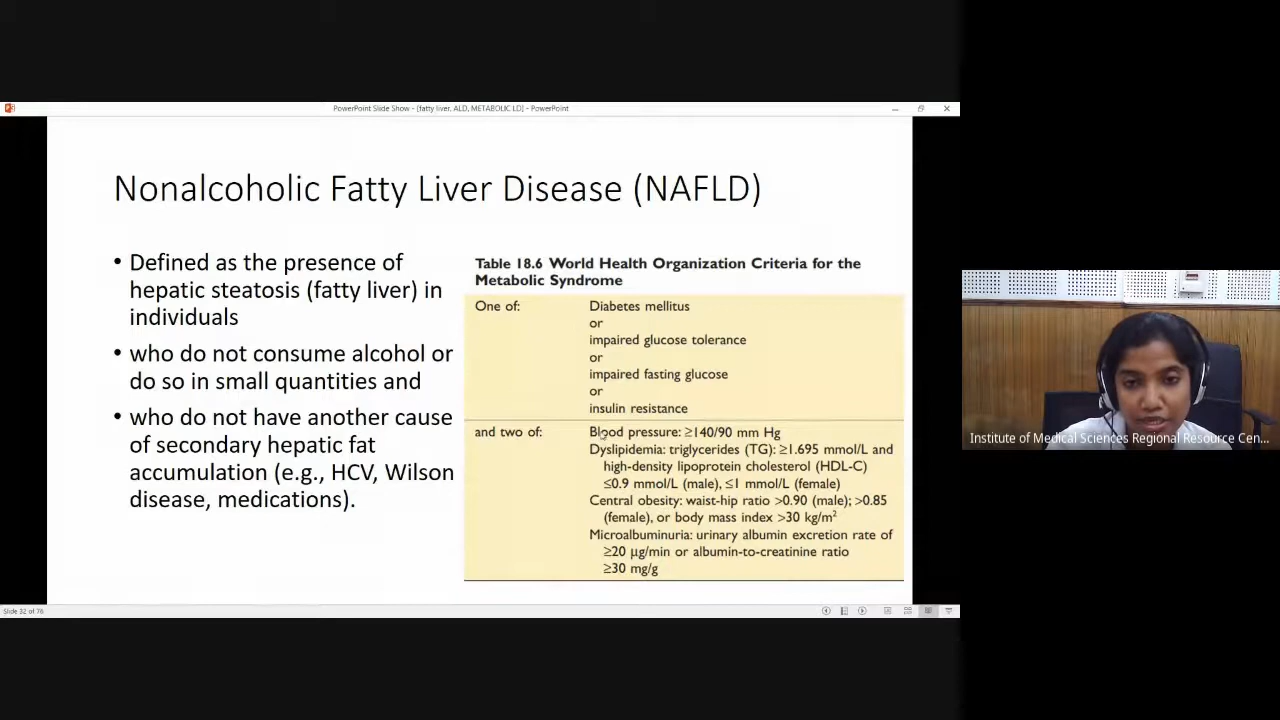 PowerPoint Slide Show - [fatty liver, ALD, METABOLIC LD] - PowerPoint
Nonalcoholic Fatty Liver Disease (NAFLD)
• Defined as the presence of
hepatic steatosis (fatty liver) in
individuals
• who do not consume alcohol or
do so in small quantities and
• who do not have another cause
of secondary hepatic fat
accumulation (e.g., HCV, Wilson
disease, medications).
Table 18.6 World Health Organization Criteria for the
Metabolic Syndrome
One of: Diabetes mellitus
or
impaired glucose tolerance
or
impaired fasting glucose
or
insulin resistance
and two of: Blood pressure: ≥140/90 mm Hg
Dyslipidemia: triglycerides (TG): ≥1.695 mmol/L and
high-density lipoprotein cholesterol (HDL-C)
≤0.9 mmol/L (male), ≤1 mmol/L (female)
Central obesity: waist-hip ratio >0.90 (male); >0.85
(female), or body mass index >30 kg/m²
Microalbuminuria: urinary albumin excretion rate of
≥20 μg/min or albumin-to-creatinine ratio
≥30 mg/g
Institute of Medical Sciences Regional Resource Cen...
Slide 32 of 76